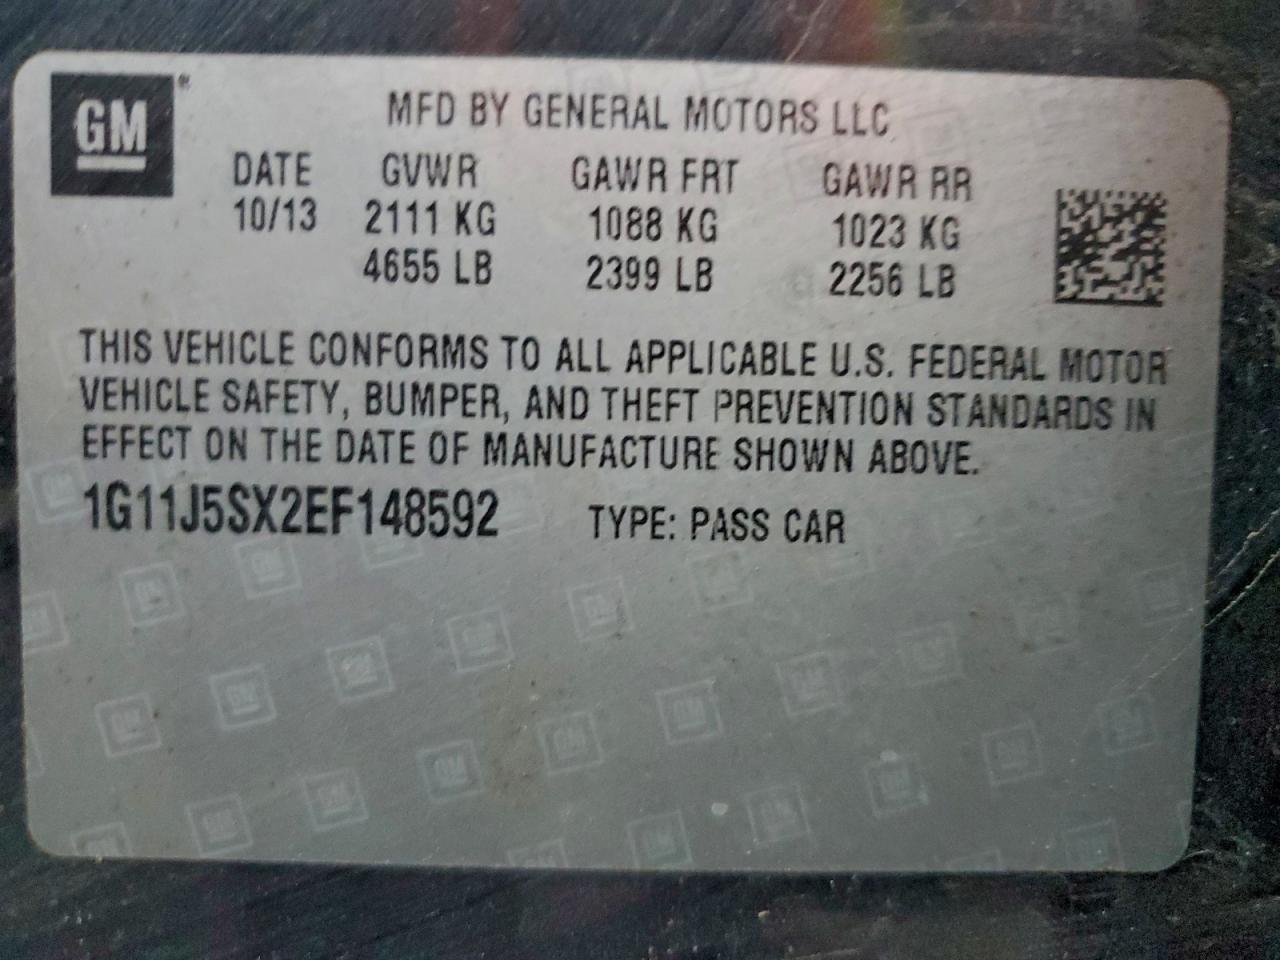 GM®
MFD BY GENERAL MOTORS LLC
DATE GVWR GAWR FRT GAWR RR
10/13 2111 KG 1088 KG 1023 KG
4655 LB 2399 LB 2256 LB
THIS VEHICLE CONFORMS TO ALL APPLICABLE U.S. FEDERAL MOTOR
VEHICLE SAFETY, BUMPER, AND THEFT PREVENTION STANDARDS IN
EFFECT ON THE DATE OF MANUFACTURE SHOWN ABOVE.
1G11J5SX2EF148592 TYPE: PASS CAR